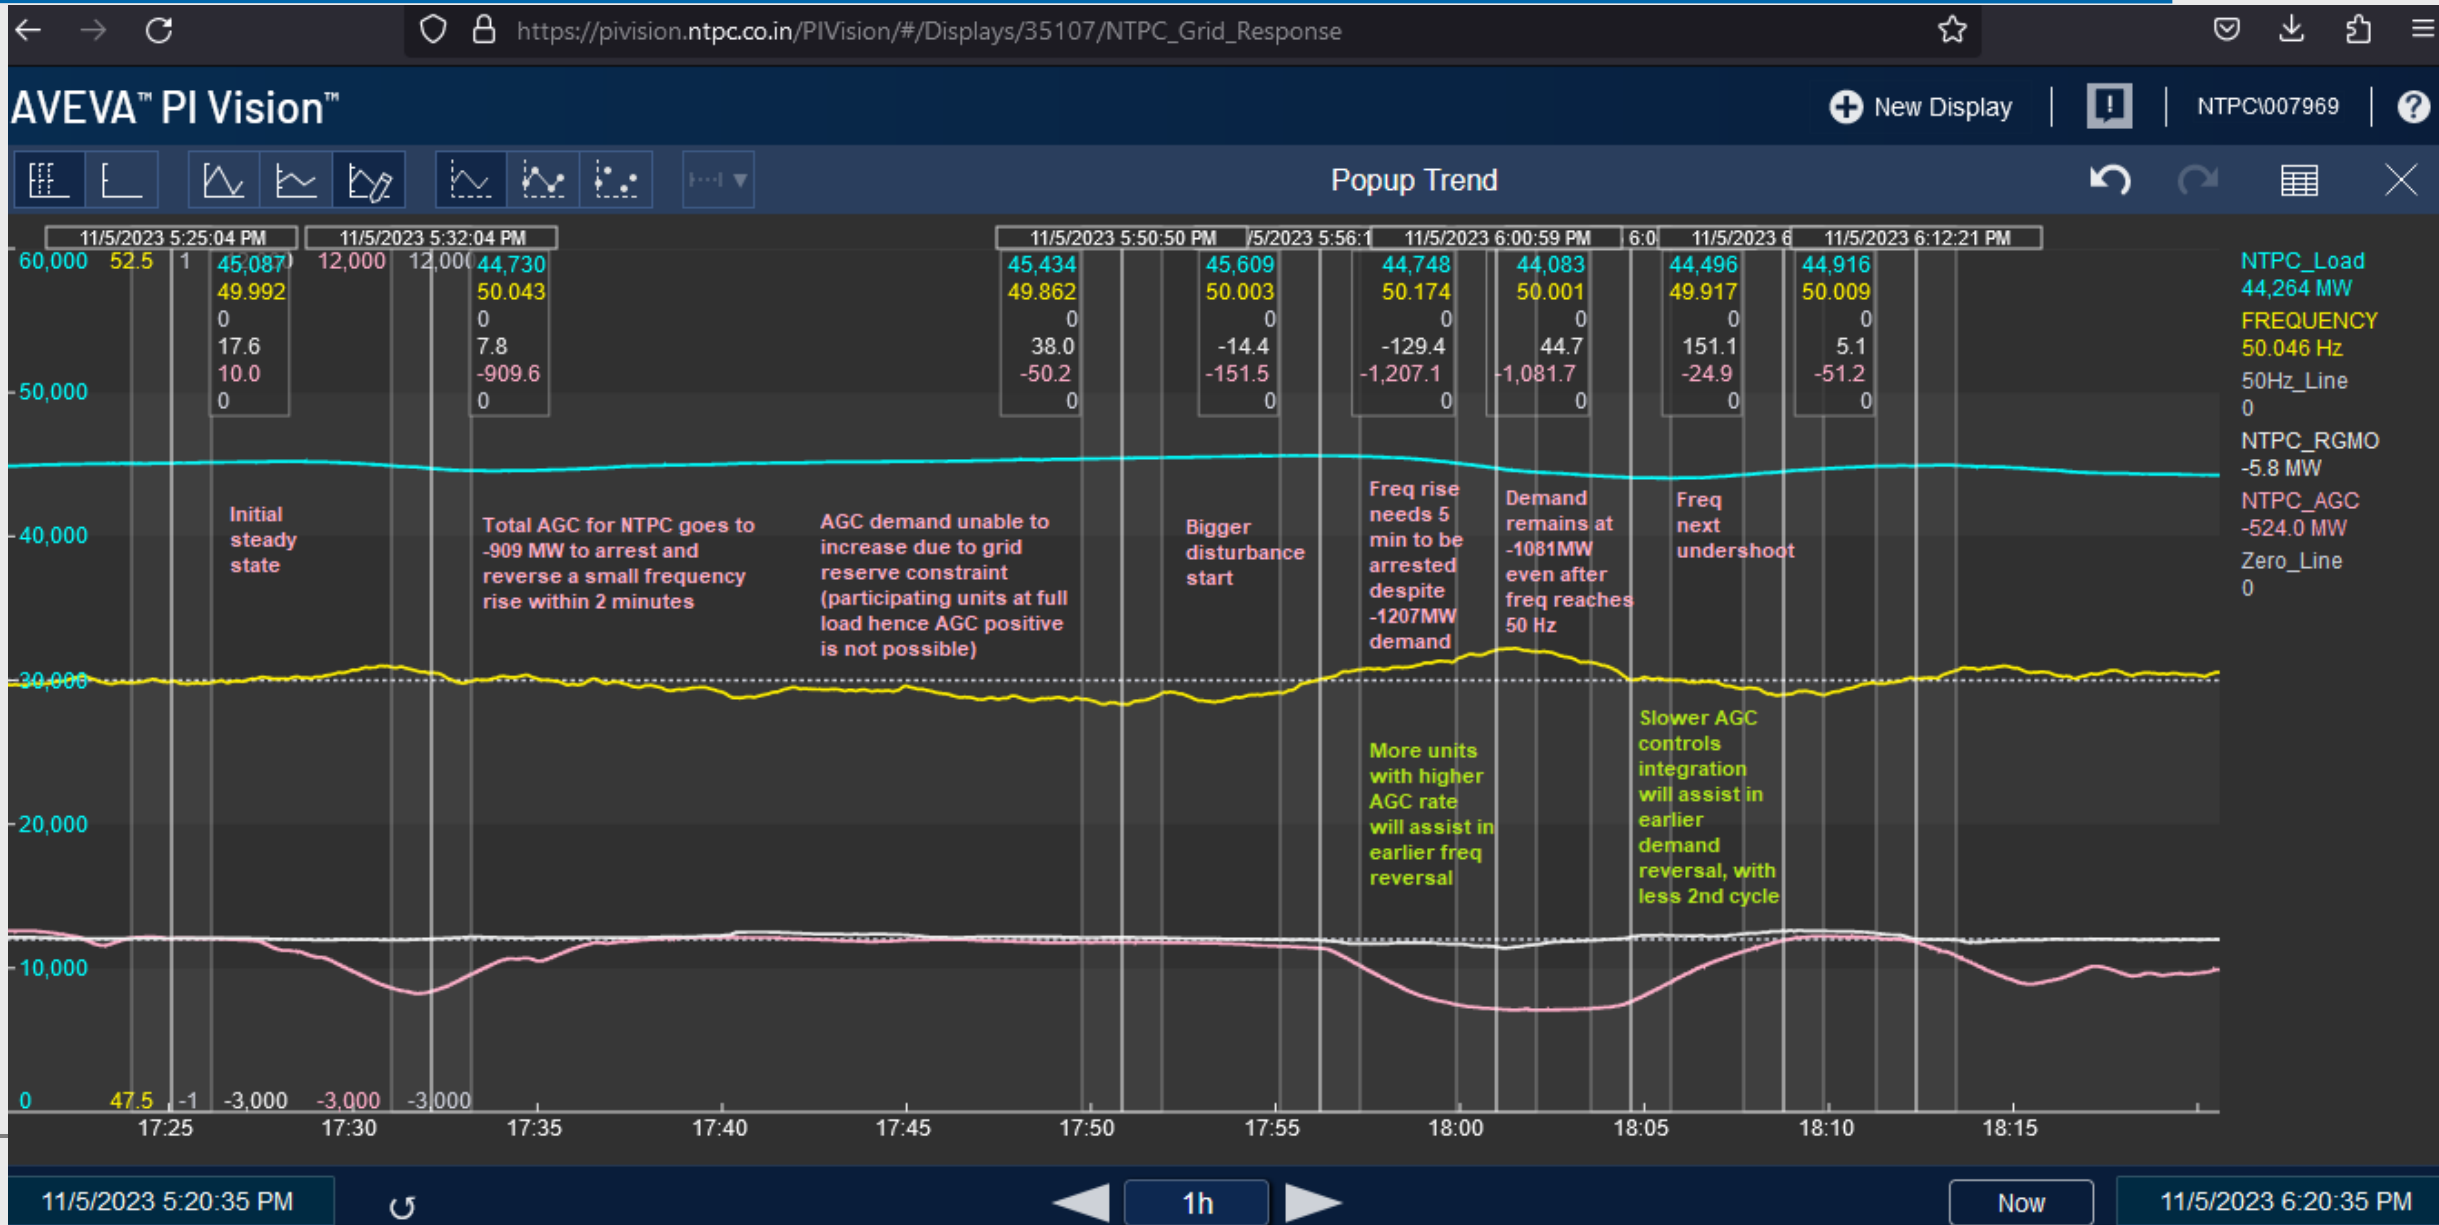 https://pivision.ntpc.co.in/PIVision/#/Displays/35107/NTPC_Grid_Response
AVEVA™ PI Vision™
New Display
NTPC\007969
Popup Trend
11/5/2023 5:25:04 PM
11/5/2023 5:32:04 PM
11/5/2023 5:50:50 PM
/5/2023 5:56:1
11/5/2023 6:00:59 PM
6:0
11/5/2023 6
11/5/2023 6:12:21 PM
60,000
52.5
1
12,000
12,000
45,087
49.992
0
17.6
10.0
0
44,730
50.043
0
7.8
-909.6
0
45,434
49.862
0
38.0
-50.2
0
45,609
50.003
0
-14.4
-151.5
0
44,748
50.174
0
-129.4
-1,207.1
0
44,083
50.001
0
44.7
-1,081.7
0
44,496
49.917
0
151.1
-24.9
0
44,916
50.009
0
5.1
-51.2
0
NTPC_Load
44,264 MW
FREQUENCY
50.046 Hz
50Hz_Line
0
NTPC_RGMO
-5.8 MW
NTPC_AGC
-524.0 MW
Zero_Line
0
50,000
40,000
30,000
20,000
10,000
0
47.5
-1
-3,000
-3,000
-3,000
Initial
steady
state
Total AGC for NTPC goes to
-909 MW to arrest and
reverse a small frequency
rise within 2 minutes
AGC demand unable to
increase due to grid
reserve constraint
(participating units at full
load hence AGC positive
is not possible)
Bigger
disturbance
start
Freq rise
needs 5
min to be
arrested
despite
-1207MW
demand
Demand
remains at
-1081MW
even after
freq reaches
50 Hz
Freq
next
undershoot
More units
with higher
AGC rate
will assist in
earlier freq
reversal
Slower AGC
controls
integration
will assist in
earlier
demand
reversal, with
less 2nd cycle
17:25
17:30
17:35
17:40
17:45
17:50
17:55
18:00
18:05
18:10
18:15
11/5/2023 5:20:35 PM
1h
Now
11/5/2023 6:20:35 PM